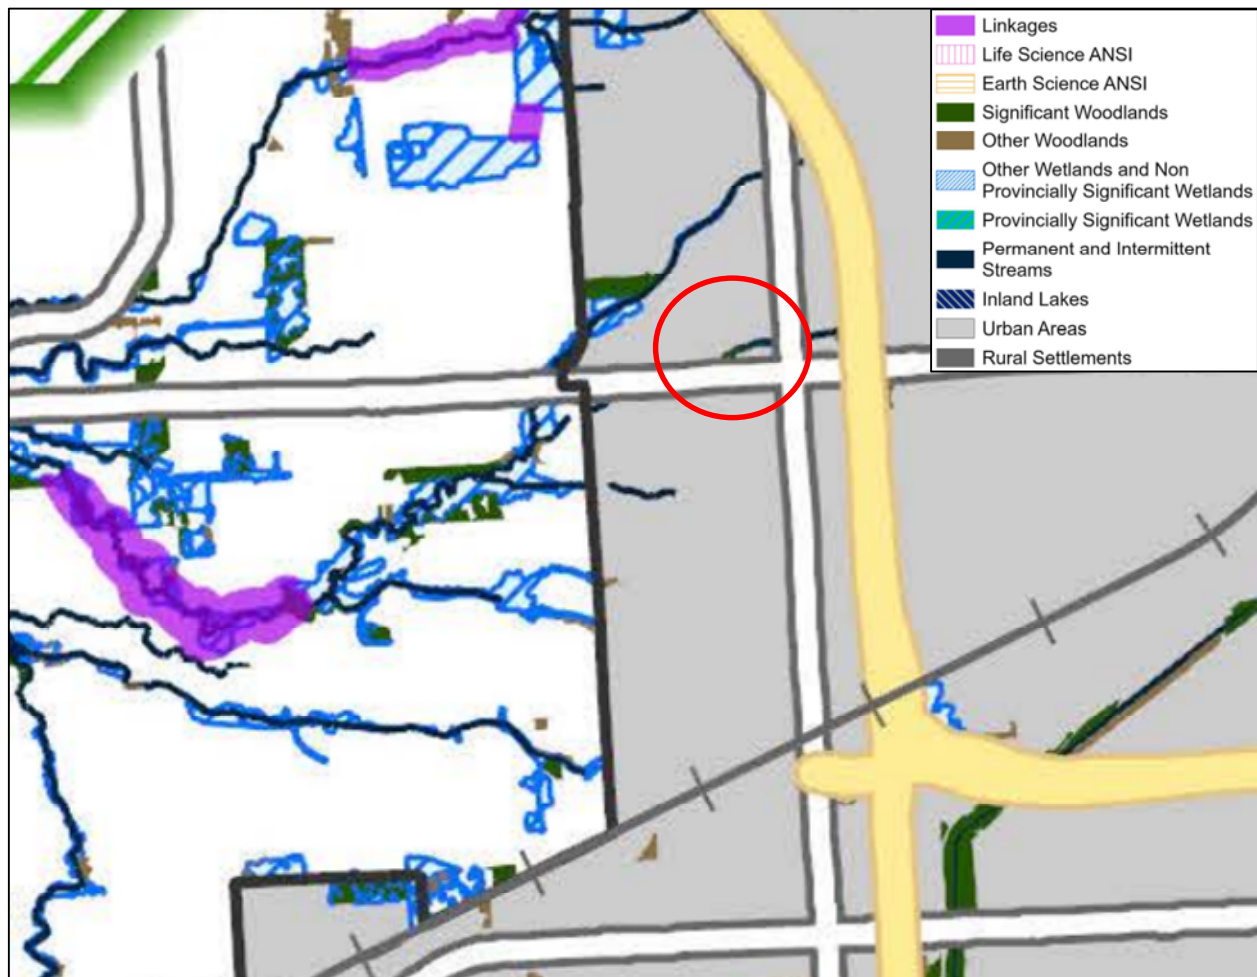 Linkages
Life Science ANSI
Earth Science ANSI
Significant Woodlands
Other Woodlands
Other Wetlands and Non
Provincially Significant Wetlands
Provincially Significant Wetlands
Permanent and Intermittent
Streams
Inland Lakes
Urban Areas
Rural Settlements